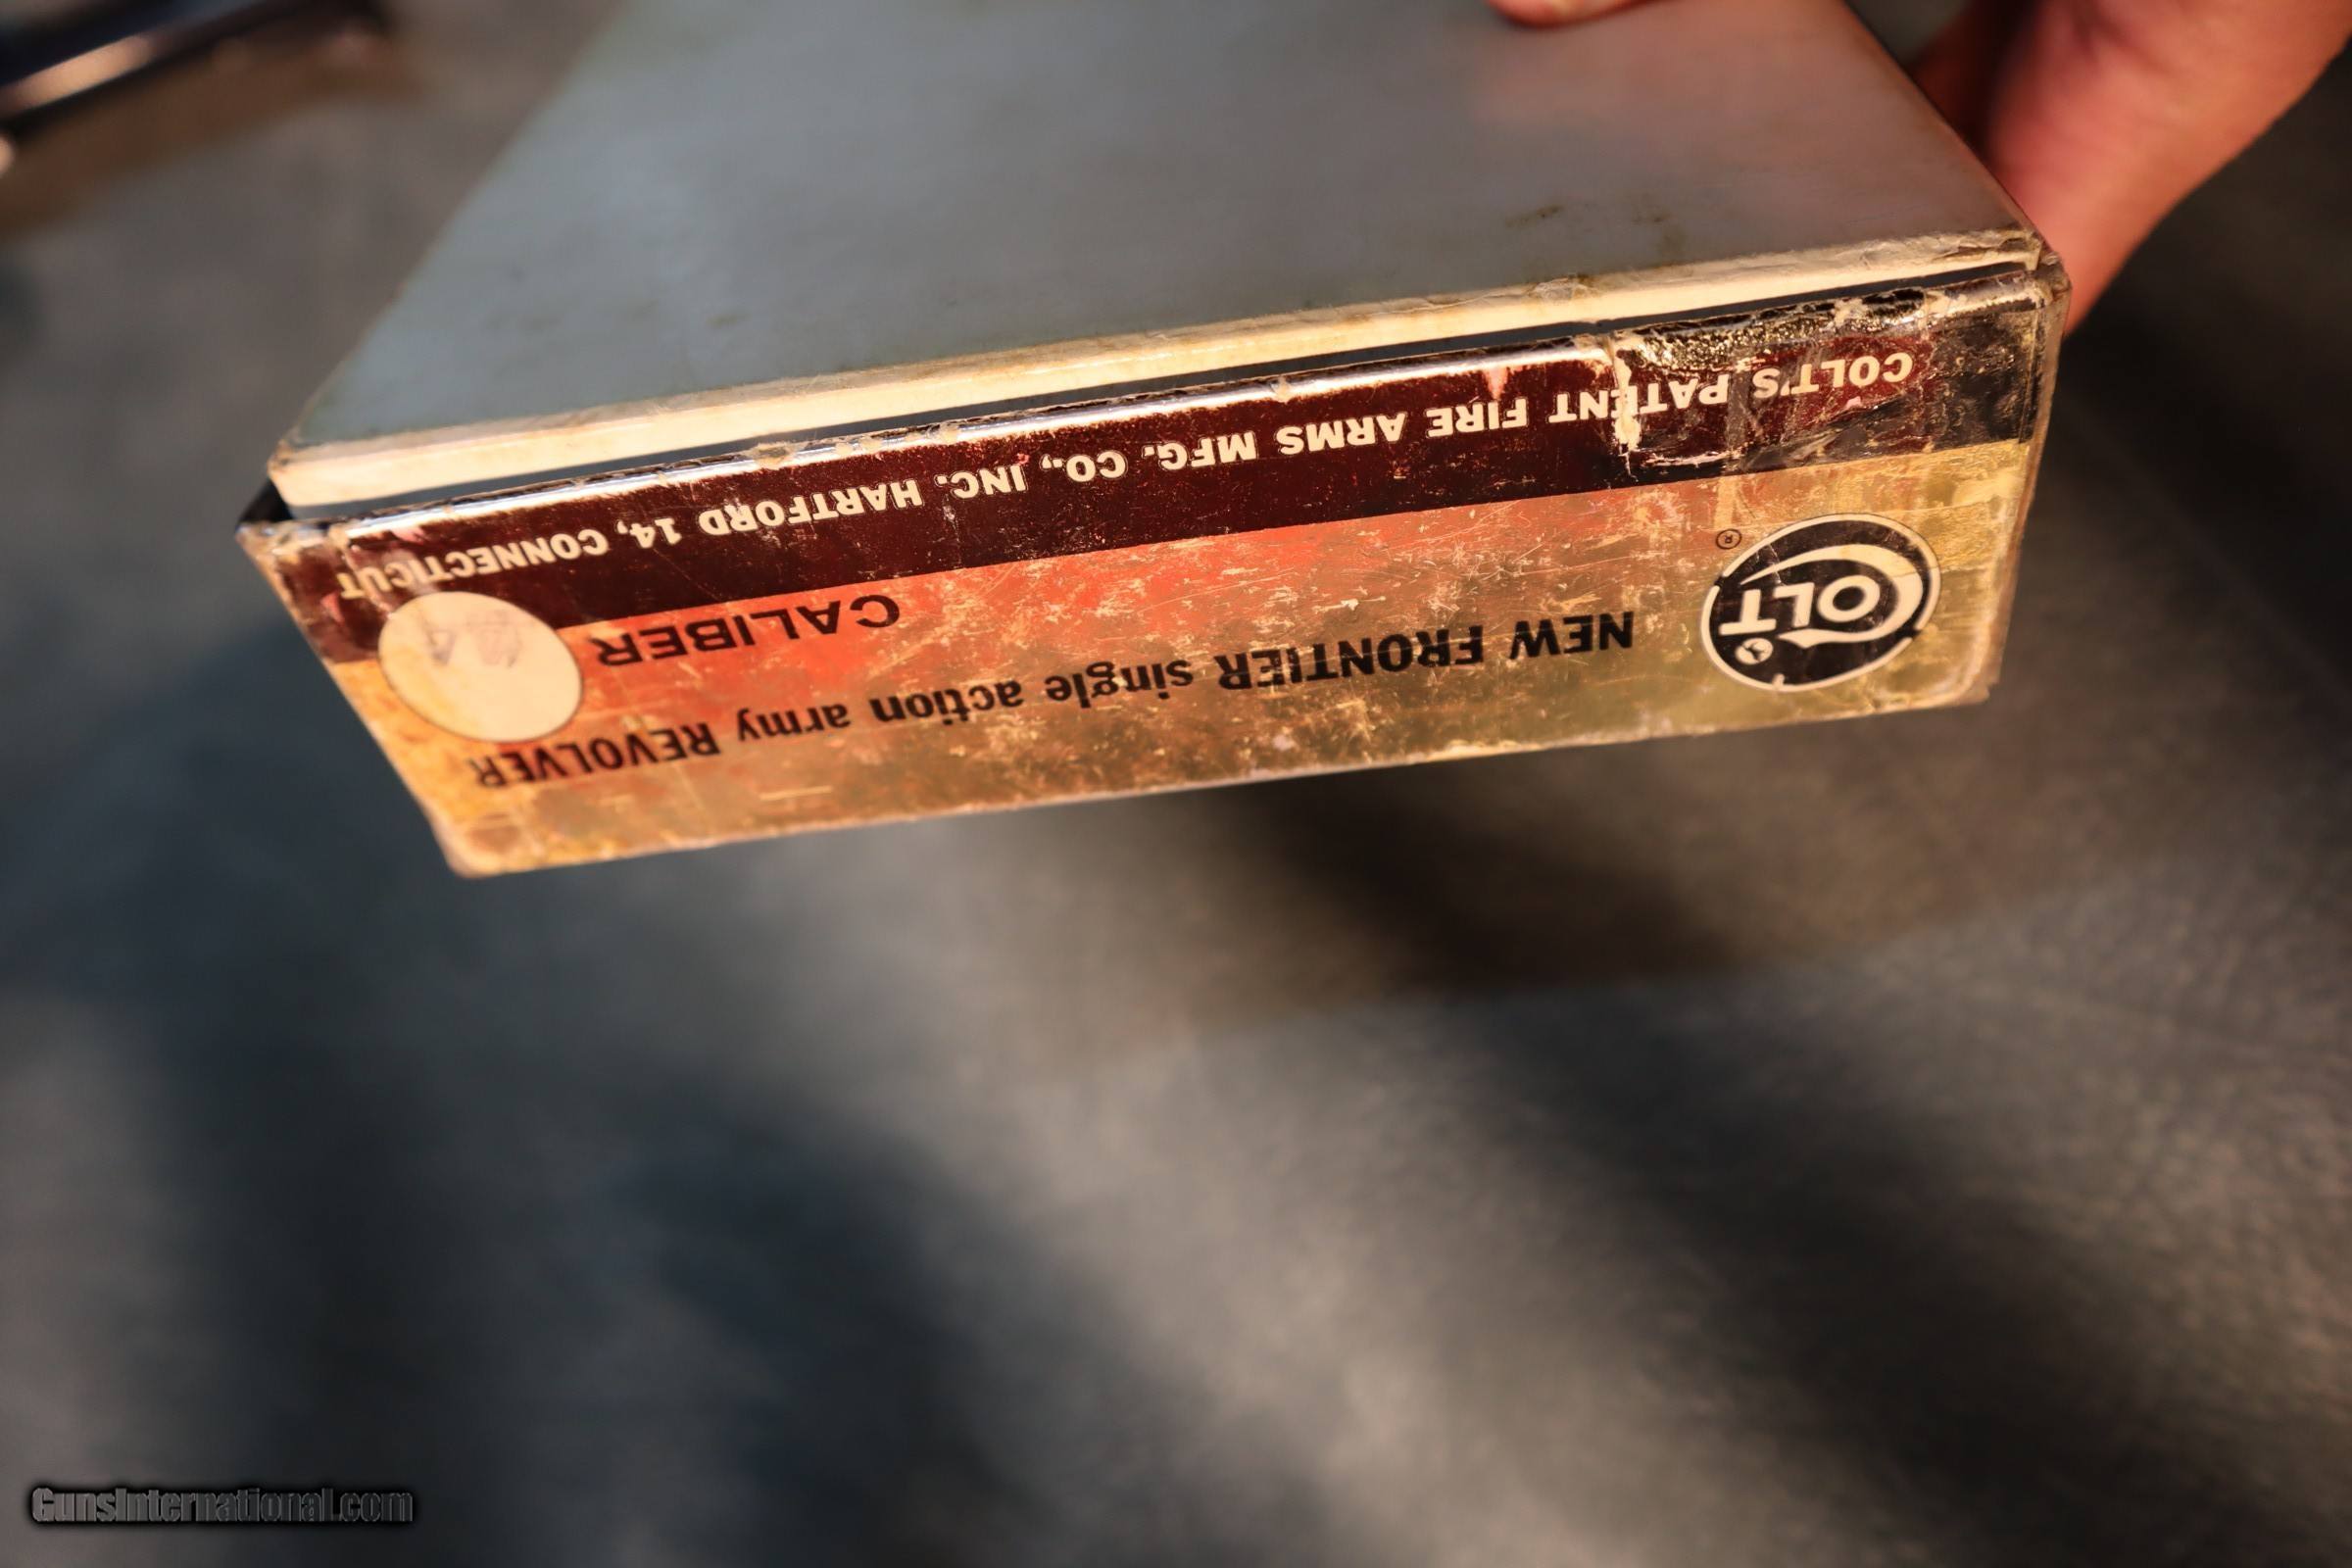 COLT
®
NEW FRONTIER single action army REVOLVER
CALIBER
COLT'S PATENT FIRE ARMS MFG. CO., INC. HARTFORD 14, CONNECTICUT
GunsInternational.com